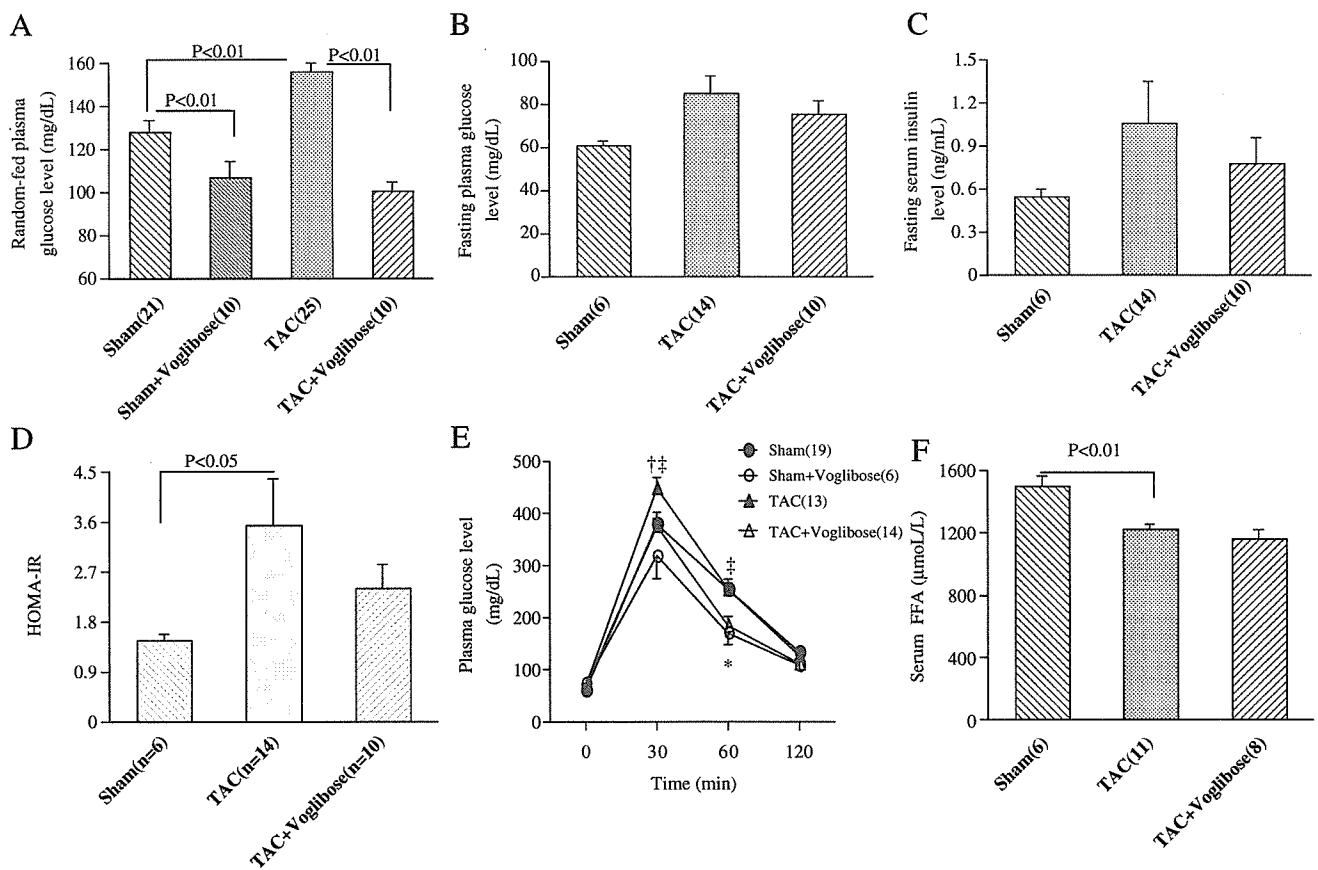 A
Random-fed plasma
glucose level (mg/dL)
160
140
120
100
80
60
P<0.01
P<0.01
P<0.01
Sham(21)
Sham+Voglibose(10)
TAC(25)
TAC+Voglibose(10)
B
Fasting plasma glucose
level (mg/dL)
100
80
60
40
20
0
Sham(6)
TAC(14)
TAC+Voglibose(10)
C
Fasting serum insulin
level (ng/mL)
1.5
1.2
0.9
0.6
0.3
0
Sham(6)
TAC(14)
TAC+Voglibose(10)
D
HOMA-IR
4.5
3.6
2.7
1.8
0.9
0
P<0.05
Sham(n=6)
TAC(n=14)
TAC+Voglibose(n=10)
E
Plasma glucose level
(mg/dL)
500
400
300
200
100
0
†‡
‡
*
Sham(19)
Sham+Voglibose(6)
TAC(13)
TAC+Voglibose(14)
0 30 60 120
Time (min)
F
Serum FFA (μmoL/L)
1600
1200
800
400
0
P<0.01
Sham(6)
TAC(11)
TAC+Voglibose(8)